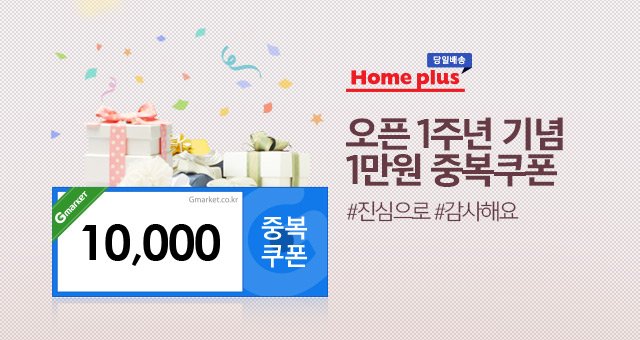 당일배송
Home plus
오픈 1주년 기념
1만원 중복쿠폰
#진심으로 #감사해요
Gmarket
Gmarket.co.kr
10,000
중복
쿠폰